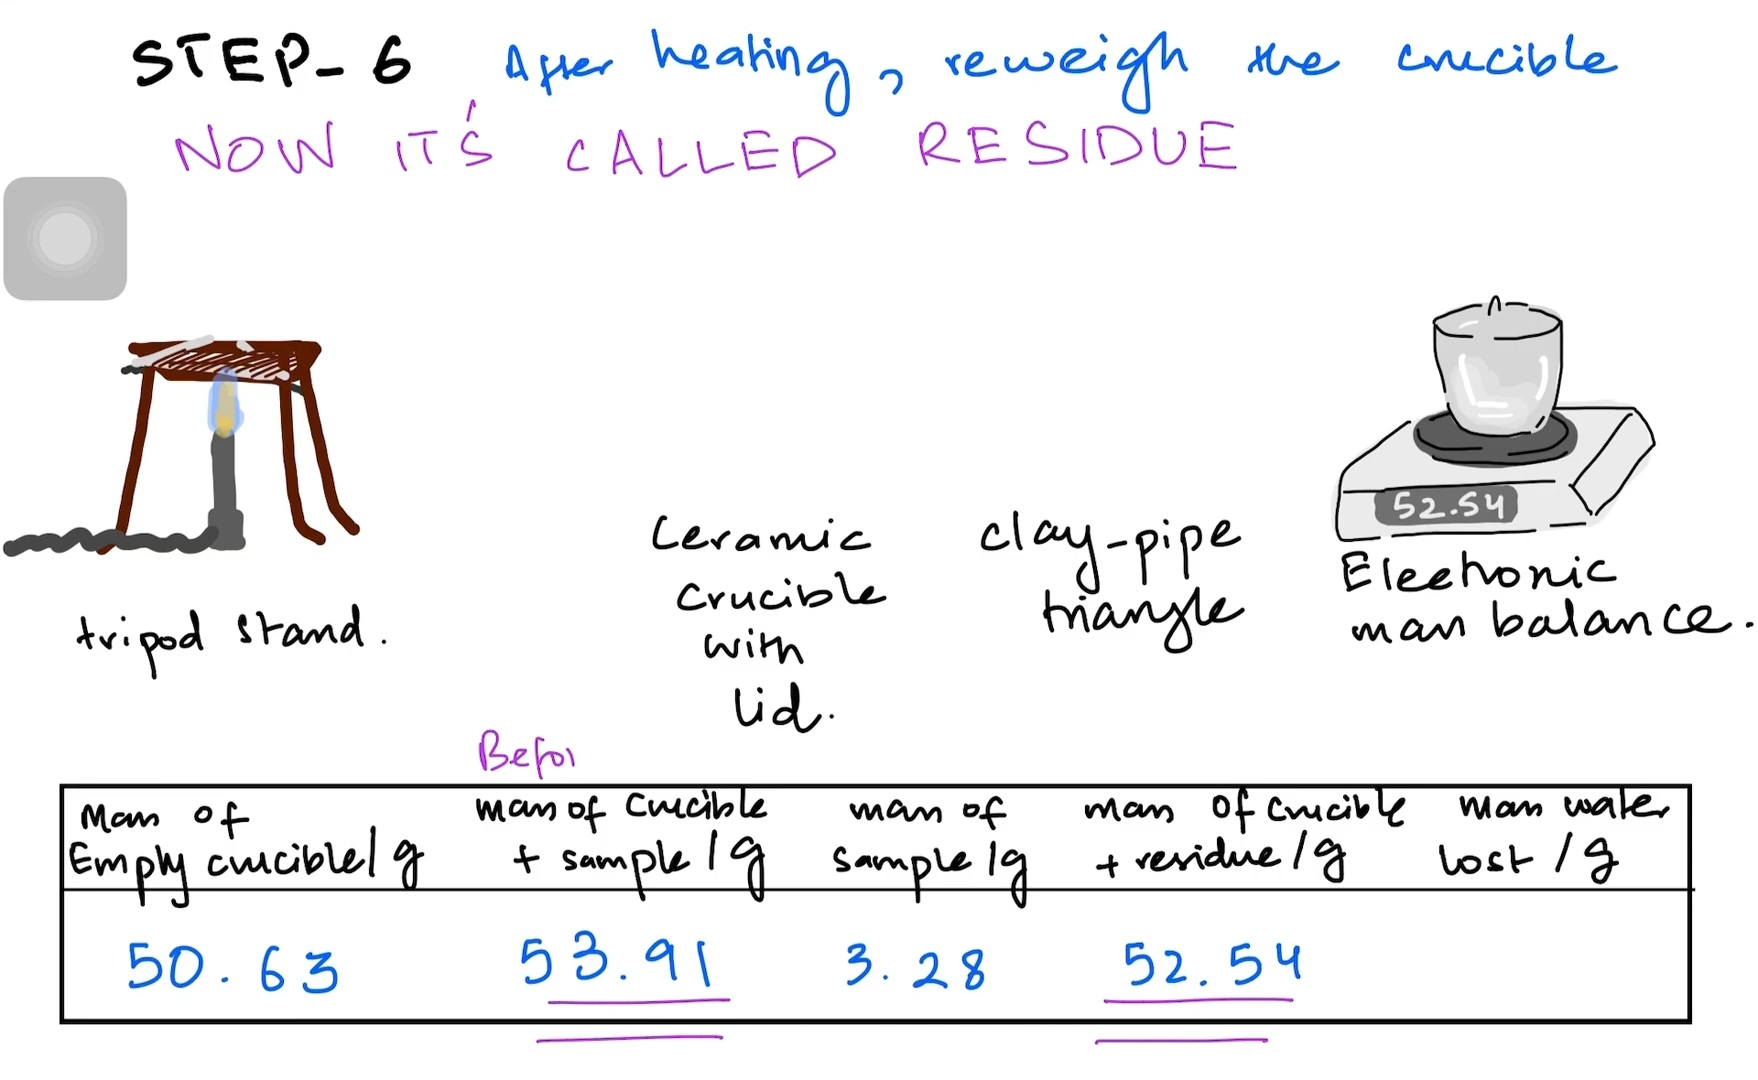 STEP-6 After heating, reweigh the crucible
NOW IT'S CALLED RESIDUE
52.54
tripod stand.
Ceramic
crucible
with
lid.
clay-pipe
triangle
Electronic
mass balance.
Befor
Mass of
Empty crucible/g
mass of Crucible
+ sample/g
mass of
sample/g
mass of crucible
+ residue/g
mass water
lost/g
50.63
53.91
3.28
52.54